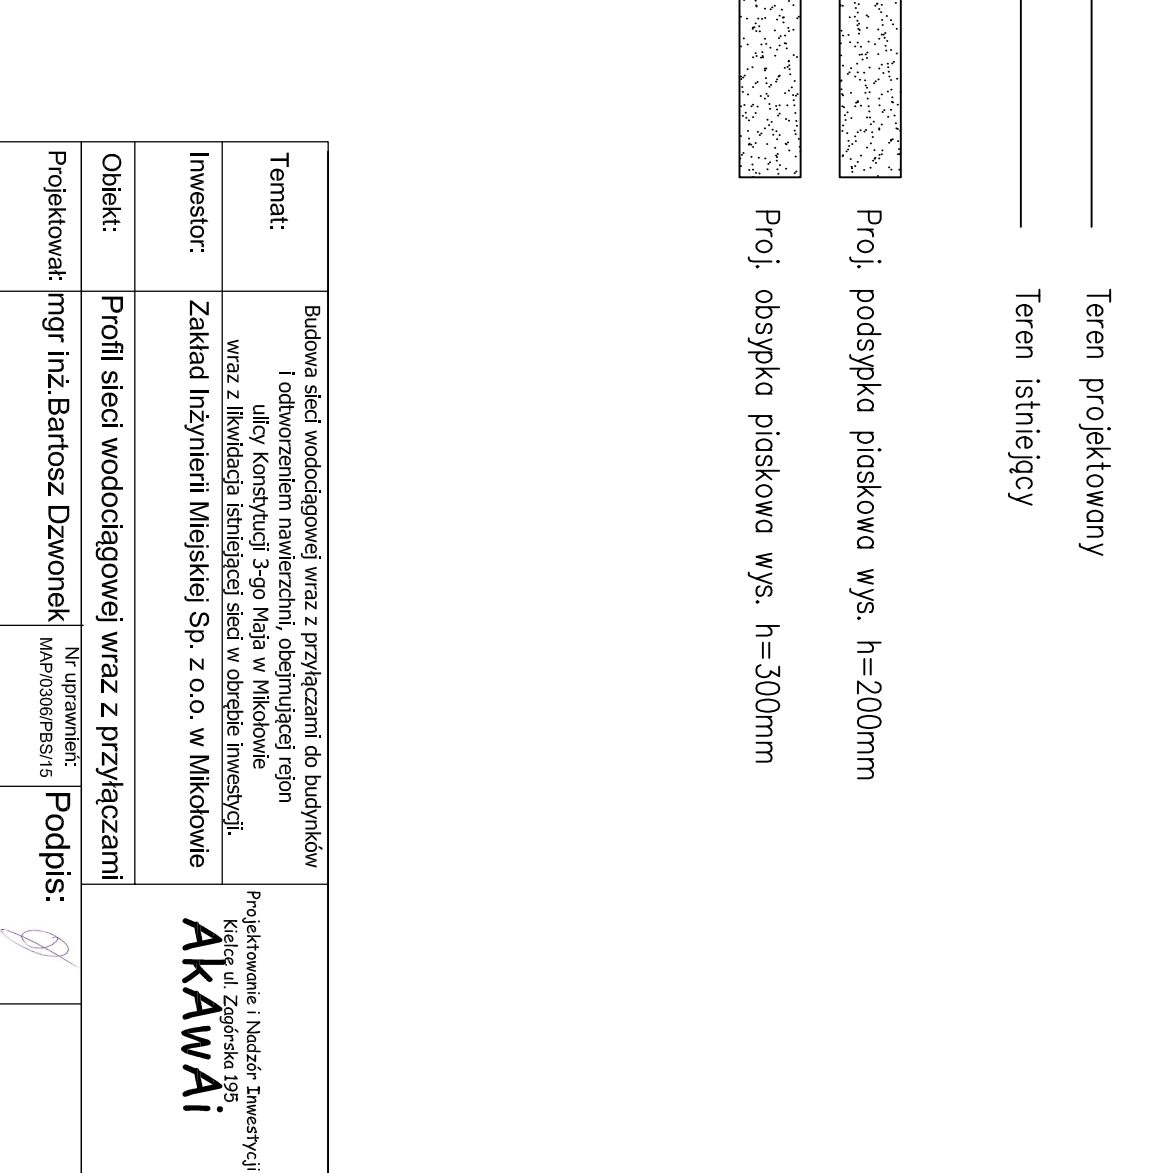 Teren projektowany
Teren istniejący
Proj. podsypka piaskowa wys. h=200mm
Proj. obsypka piaskowa wys. h=300mm
Temat:
Budowa sieci wodociągowej wraz z przyłączami do budynków
i odtworzeniem nawierzchni, obejmującej rejon
ulicy Konstytucji 3-go Maja w Mikołowie
wraz z likwidacja istniejącej sieci w obrębie inwestycji.
Inwestor:
Zakład Inżynierii Miejskiej Sp. z o.o. w Mikołowie
Obiekt:
Profil sieci wodociągowej wraz z przyłączami
Projektował:
mgr inż.Bartosz Dzwonek
Nr uprawnień:
MAP/0306/PBS/15
Podpis:
Projektowanie i Nadzór Inwestycji
Kielce ul. Zagórska 195
AkAwAi